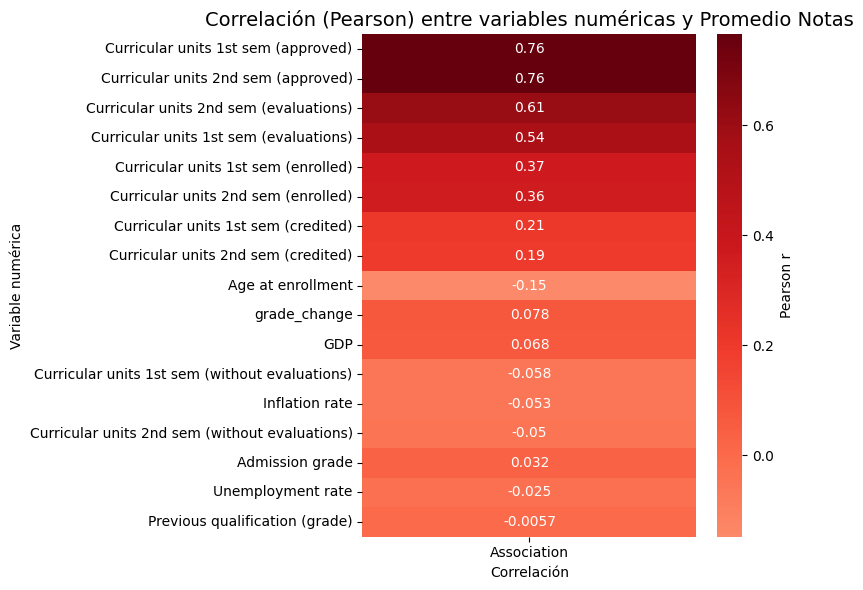 Correlación (Pearson) entre variables numéricas y Promedio Notas
Variable numérica
Curricular units 1st sem (approved) 0.76
Curricular units 2nd sem (approved) 0.76
Curricular units 2nd sem (evaluations) 0.61
Curricular units 1st sem (evaluations) 0.54
Curricular units 1st sem (enrolled) 0.37
Curricular units 2nd sem (enrolled) 0.36
Curricular units 1st sem (credited) 0.21
Curricular units 2nd sem (credited) 0.19
Age at enrollment -0.15
grade_change 0.078
GDP 0.068
Curricular units 1st sem (without evaluations) -0.058
Inflation rate -0.053
Curricular units 2nd sem (without evaluations) -0.05
Admission grade 0.032
Unemployment rate -0.025
Previous qualification (grade) -0.0057
Association
Correlación
0.6
0.4
0.2
0.0
Pearson r